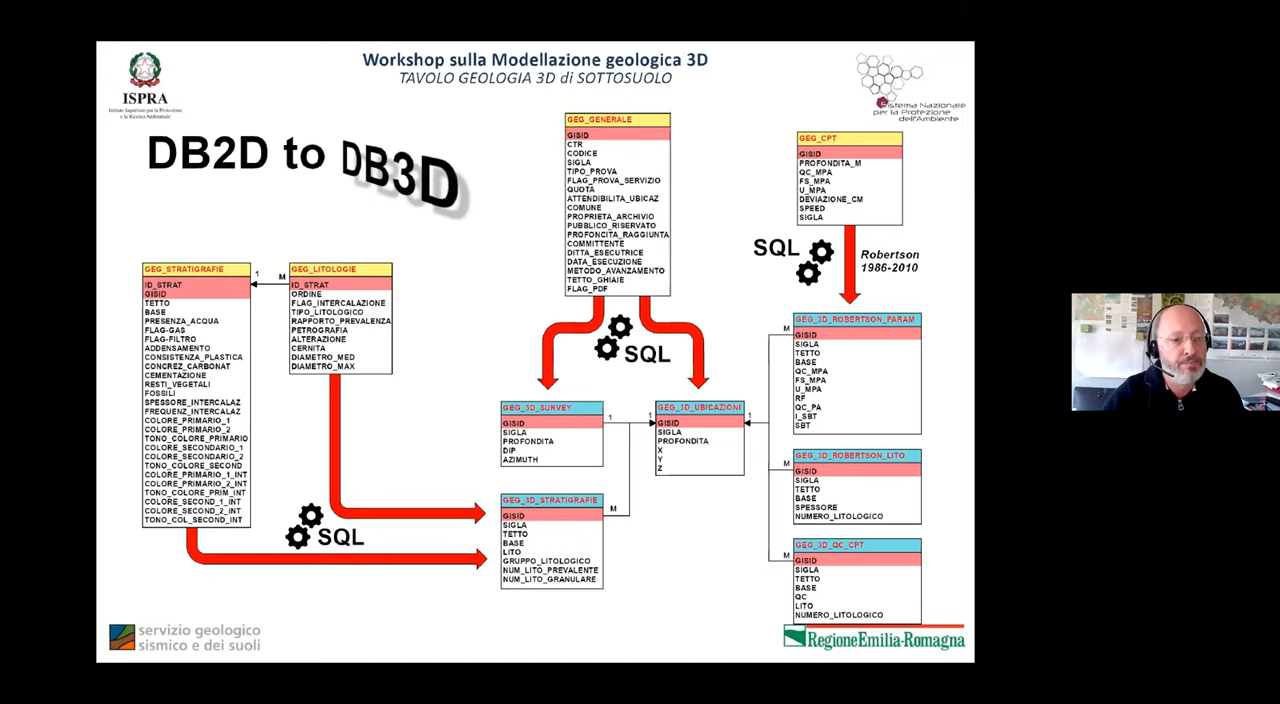 Workshop sulla Modellazione geologica 3D
TAVOLO GEOLOGIA 3D di SOTTOSUOLO
ISPRA
Istituto Superiore per la Protezione
e la Ricerca Ambientale
Sistema Nazionale
per la Protezione
dell'Ambiente
DB2D to DB3D
GEG_GENERALE
GISID
CTR
CODICE
SIGLA
TIPO_PROVA
FLAG_PROVA_SERVIZIO
QUOTA
ATTENDIBILITA_UBICAZ
COMUNE
PROPRIETA_ARCHIVIO
PUBBLICO_RISERVATO
PROFONCITA_RAGGIUNTA
COMMITTENTE
DITTA_ESECUTRICE
DATA_ESECUZIONE
METODO_AVANZAMENTO
TETTO_GHIAIE
FLAG_PDF
GEG_CPT
GISID
PROFONDITA_M
QC_MPA
FS_MPA
U_MPA
DEVIAZIONE_CM
SPEED
SIGLA
SQL
Robertson
1986-2010
GEG_STRATIGRAFIE
ID_STRAT
GISID
TETTO
BASE
PRESENZA_ACQUA
FLAG-GAS
FLAG-FILTRO
ADDENSAMENTO
CONSISTENZA_PLASTICA
CONCREZ_CARBONAT
CEMENTAZIONE
RESTI_VEGETALI
FOSSILI
SPESSORE_INTERCALAZ
FREQUENZ_INTERCALAZ
COLORE_PRIMARIO_1
COLORE_PRIMARIO_2
TONO_COLORE_PRIMARIO
COLORE_SECONDARIO_1
COLORE_SECONDARIO_2
TONO_COLORE_SECOND
COLORE_PRIMARIO_1_INT
COLORE_PRIMARIO_2_INT
TONO_COLORE_PRIM_INT
COLORE_SECOND_1_INT
COLORE_SECOND_2_INT
TONO_COL_SECOND_INT
1
M
GEG_LITOLOGIE
ID_STRAT
ORDINE
FLAG_INTERCALAZIONE
TIPO_LITOLOGICO
RAPPORTO_PREVALENZA
PETROGRAFIA
ALTERAZIONE
CERNITA
DIAMETRO_MED
DIAMETRO_MAX
SQL
SQL
GEG_3D_SURVEY
GISID
SIGLA
PROFONDITA
DIP
AZIMUTH
1
1
GEG_3D_UBICAZIONI
GISID
SIGLA
PROFONDITA
X
Y
Z
1
GEG_3D_STRATIGRAFIE
GISID
SIGLA
TETTO
BASE
LITO
GRUPPO_LITOLOGICO
NUM_LITO_PREVALENTE
NUM_LITO_GRANULARE
M
M
GEG_3D_ROBERTSON_PARAM
GISID
SIGLA
TETTO
BASE
QC_MPA
FS_MPA
U_MPA
RF
QC_PA
I_SBT
SBT
M
GEG_3D_ROBERTSON_LITO
GISID
SIGLA
TETTO
BASE
SPESSORE
NUMERO_LITOLOGICO
M
GEG_3D_QC_CPT
GISID
SIGLA
TETTO
BASE
QC
LITO
NUMERO_LITOLOGICO
servizio geologico
sismico e dei suoli
RegioneEmilia-Romagna